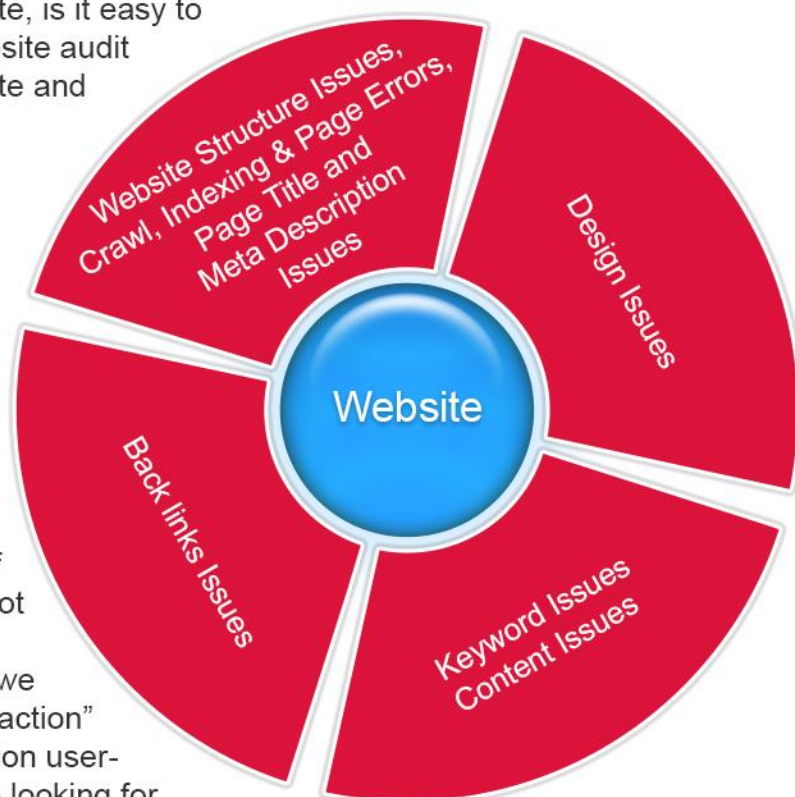 te, is it easy to
site audit
te and
Website Structure Issues,
Crawl, Indexing & Page Errors,
Page Title and
Meta Description
Issues
Design Issues
Website
Back links Issues
Keyword Issues
Content Issues
ot
we
action”
on user-
looking for